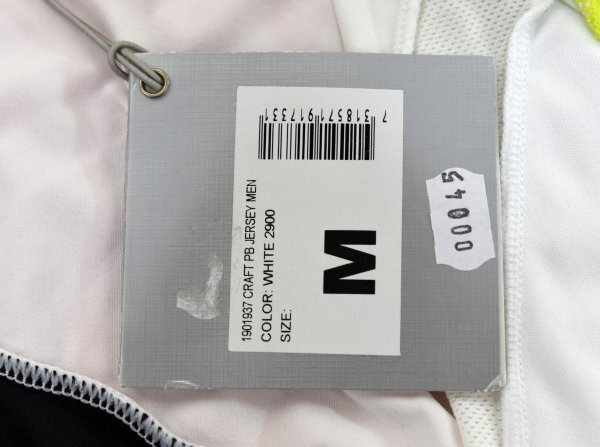 7 318571 917331
1901937 CRAFT PB JERSEY MEN
COLOR: WHITE 2900
SIZE:
M
00045